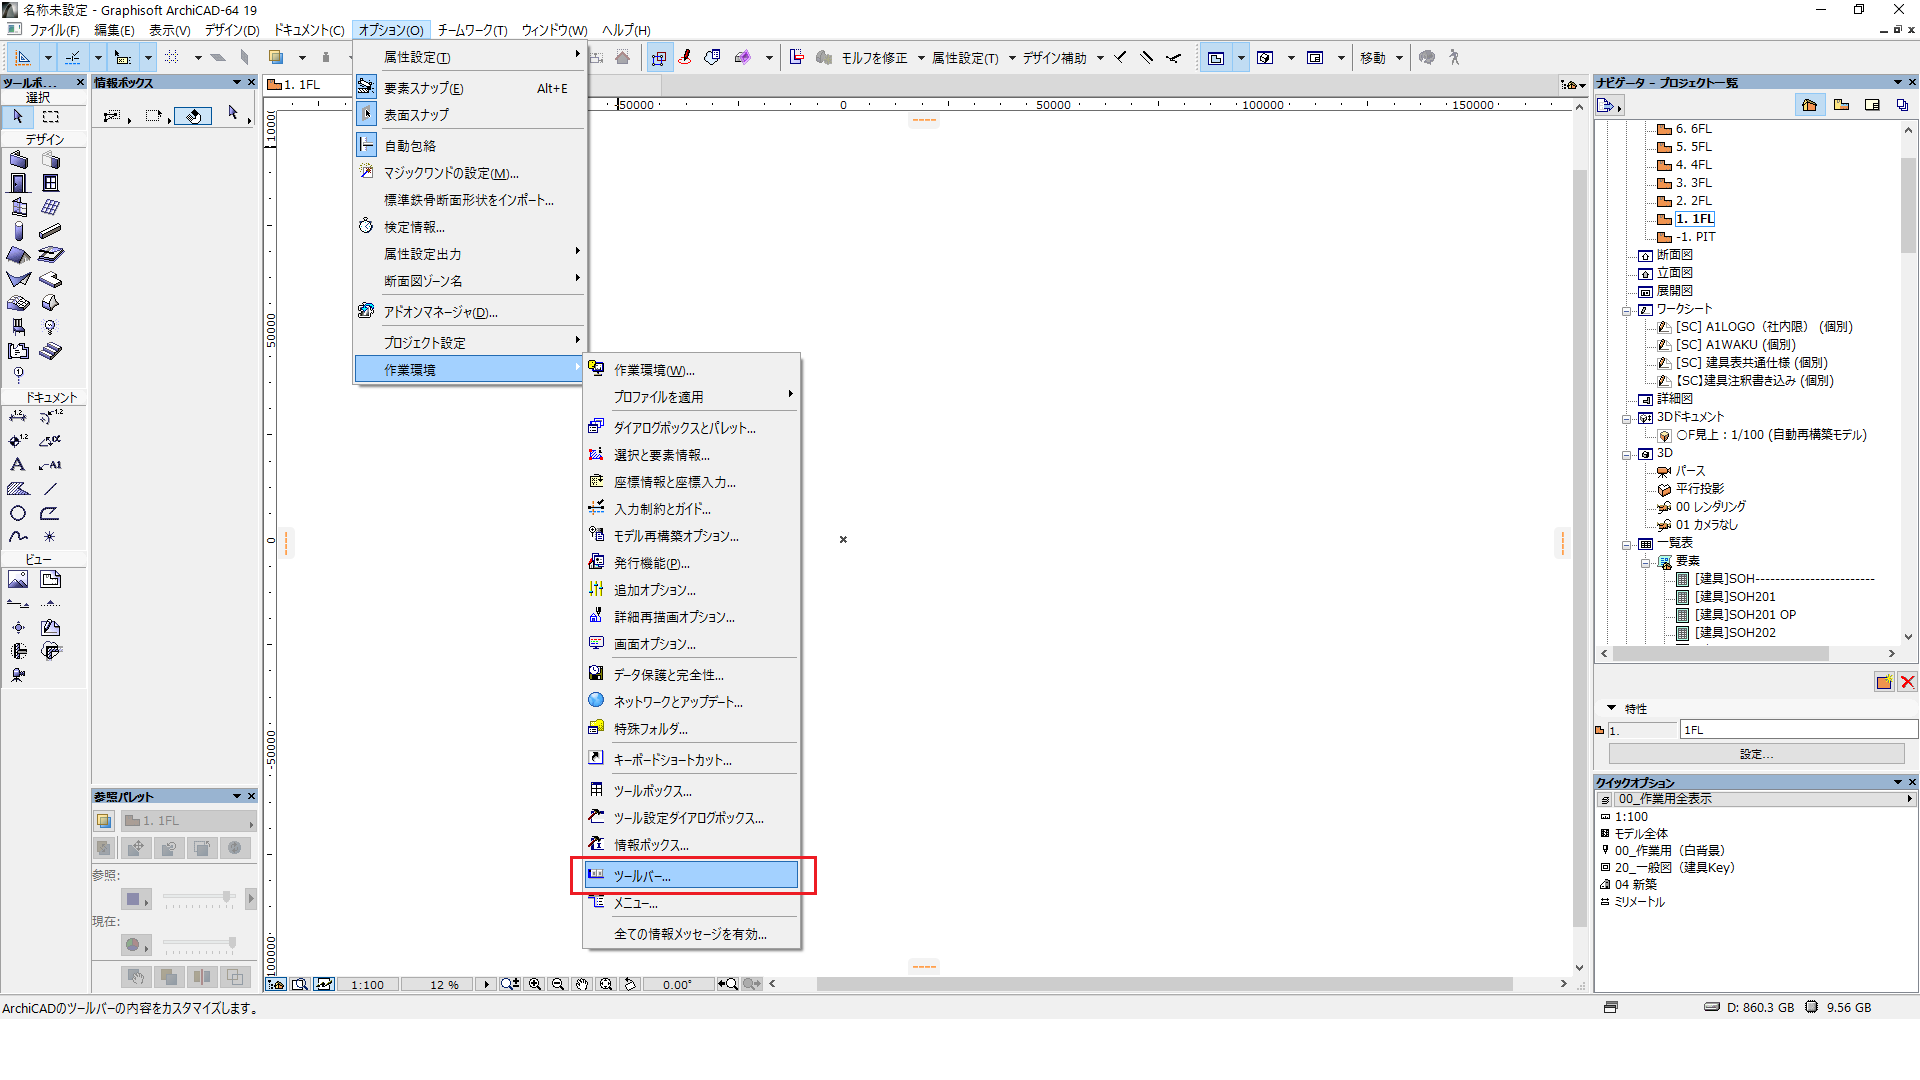 名称未設定 - Graphisoft ArchiCAD-64 19
ファイル(F) 編集(E) 表示(V) デザイン(D) ドキュメント(C) オプション(O) チームワーク(T) ウィンドウ(W) ヘルプ(H)
モルフを修正 属性設定(T) デザイン補助 移動
ツールボ...
選択
デザイン
ドキュメント
ビュー
情報ボックス
1. 1FL
-50000 0 50000 100000 150000
10000
50000
0
-50000
100000
属性設定(T)
要素スナップ(E) Alt+E
表面スナップ
自動包絡
マジックワンドの設定(M)...
標準鉄骨断面形状をインポート...
検定情報...
属性設定出力
断面図ゾーン名
アドオンマネージャ(D)...
プロジェクト設定
作業環境
作業環境(W)...
プロファイルを適用
ダイアログボックスとパレット...
選択と要素情報...
座標情報と座標入力...
入力制約とガイド...
モデル再構築オプション...
発行機能(P)...
追加オプション...
詳細再描画オプション...
画面オプション...
データ保護と完全性...
ネットワークとアップデート...
特殊フォルダ...
キーボードショートカット...
ツールボックス...
ツール設定ダイアログボックス...
情報ボックス...
ツールバー...
メニュー...
全ての情報メッセージを有効...
参照パレット
1. 1FL
参照:
現在:
1:100 12 % 0.00°
ナビゲータ - プロジェクト一覧
6. 6FL
5. 5FL
4. 4FL
3. 3FL
2. 2FL
1. 1FL
-1. PIT
断面図
立面図
展開図
ワークシート
[SC] A1LOGO（社内限）(個別)
[SC] A1WAKU (個別)
[SC] 建具表共通仕様 (個別)
【SC】建具注釈書き込み (個別)
詳細図
3Dドキュメント
○F見上：1/100 (自動再構築モデル)
3D
パース
平行投影
00 レンダリング
01 カメラなし
一覧表
要素
[建具]SOH------------------------
[建具]SOH201
[建具]SOH201 OP
[建具]SOH202
特性
1. 1FL
設定...
クイックオプション
00_作業用全表示
1:100
モデル全体
00_作業用（白背景）
20_一般図（建具Key）
04 新築
ミリメートル
ArchiCADのツールバーの内容をカスタマイズします。
D: 860.3 GB 9.56 GB